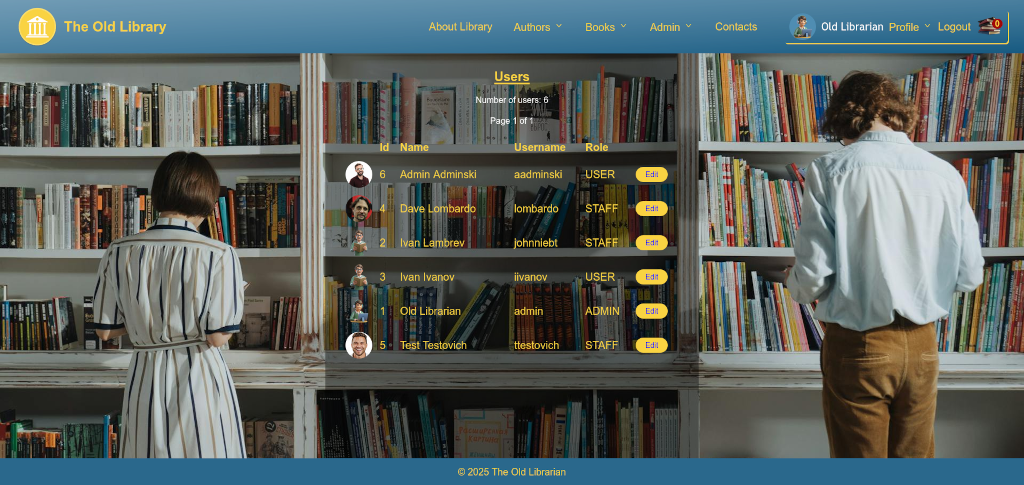 The Old Library
About Library
Authors
Books
Admin
Contacts
Old Librarian
Profile
Logout
0
Users
Number of users: 6
Page 1 of 1
Id Name Username Role
6 Admin Adminski aadminski USER Edit
4 Dave Lombardo lombardo STAFF Edit
2 Ivan Lambrev johnniebt STAFF Edit
3 Ivan Ivanov iivanov USER Edit
1 Old Librarian admin ADMIN Edit
5 Test Testovich ttestovich STAFF Edit
© 2025 The Old Librarian